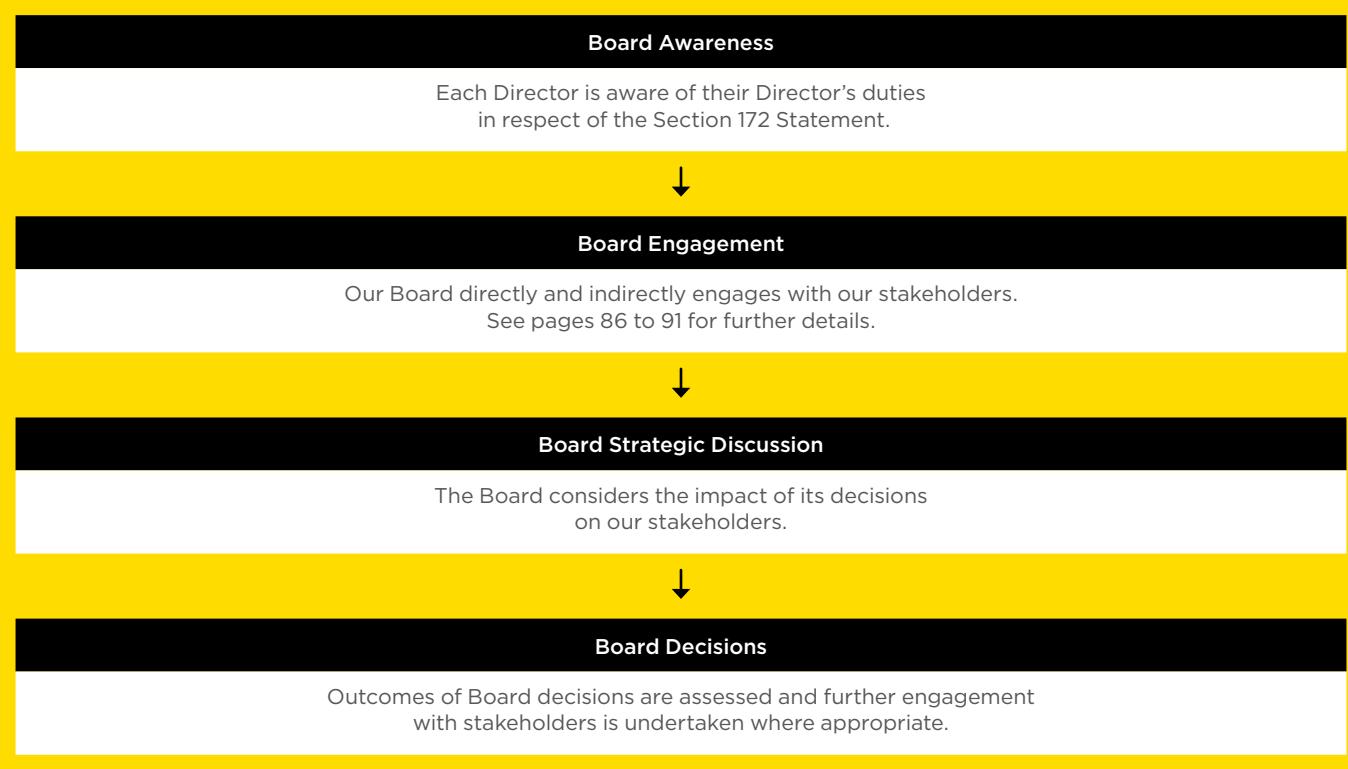 Board Awareness
Each Director is aware of their Director’s duties
in respect of the Section 172 Statement.
Board Engagement
Our Board directly and indirectly engages with our stakeholders.
See pages 86 to 91 for further details.
Board Strategic Discussion
The Board considers the impact of its decisions
on our stakeholders.
Board Decisions
Outcomes of Board decisions are assessed and further engagement
with stakeholders is undertaken where appropriate.